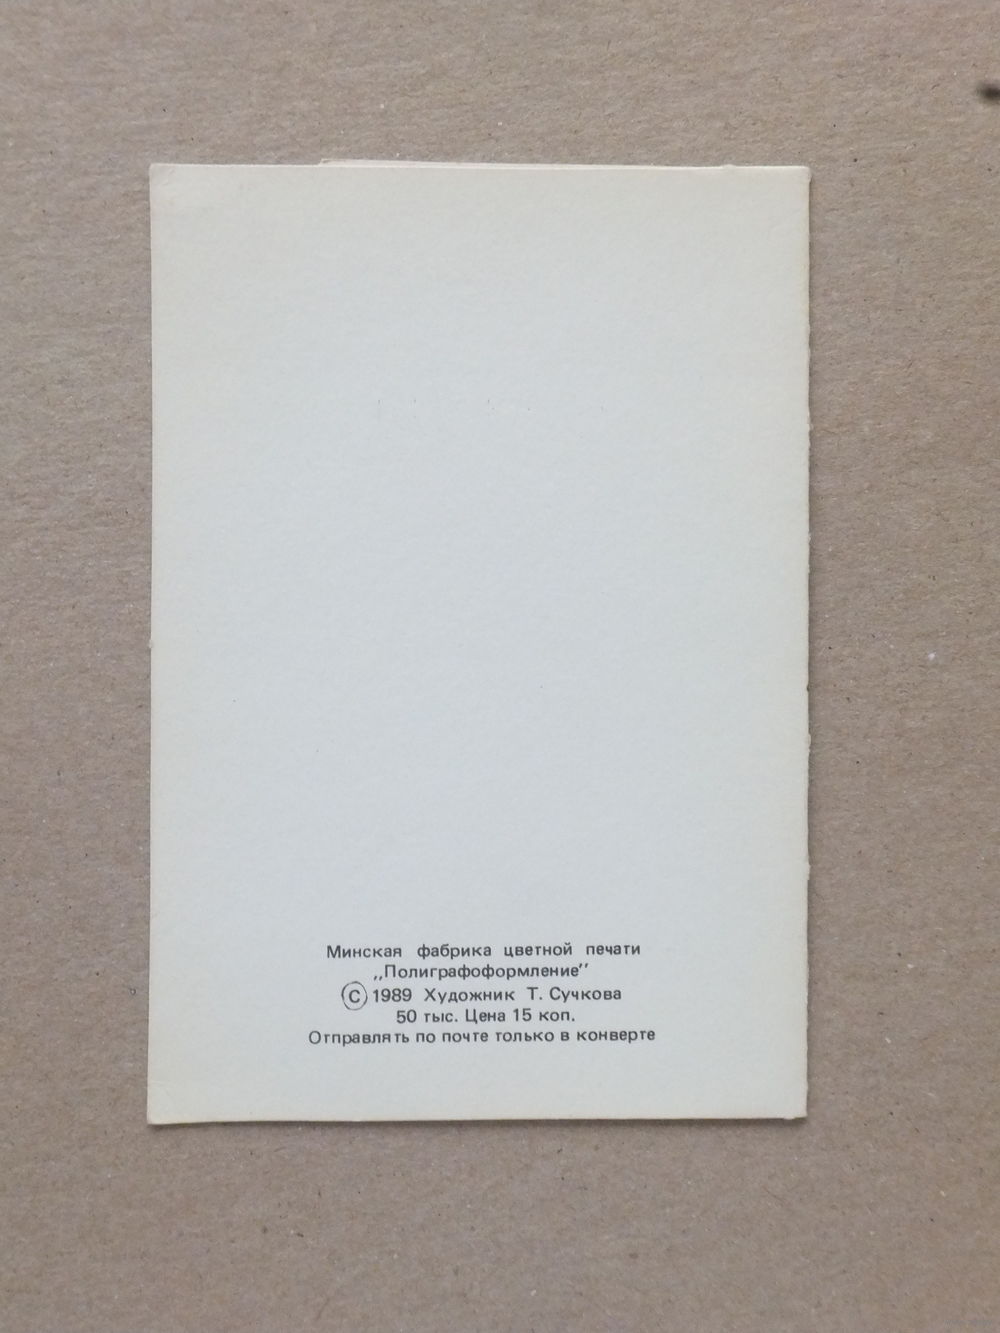 Минская фабрика цветной печати
„Полиграфоформление”
© 1989 Художник Т. Сучкова
50 тыс. Цена 15 коп.
Отправлять по почте только в конверте